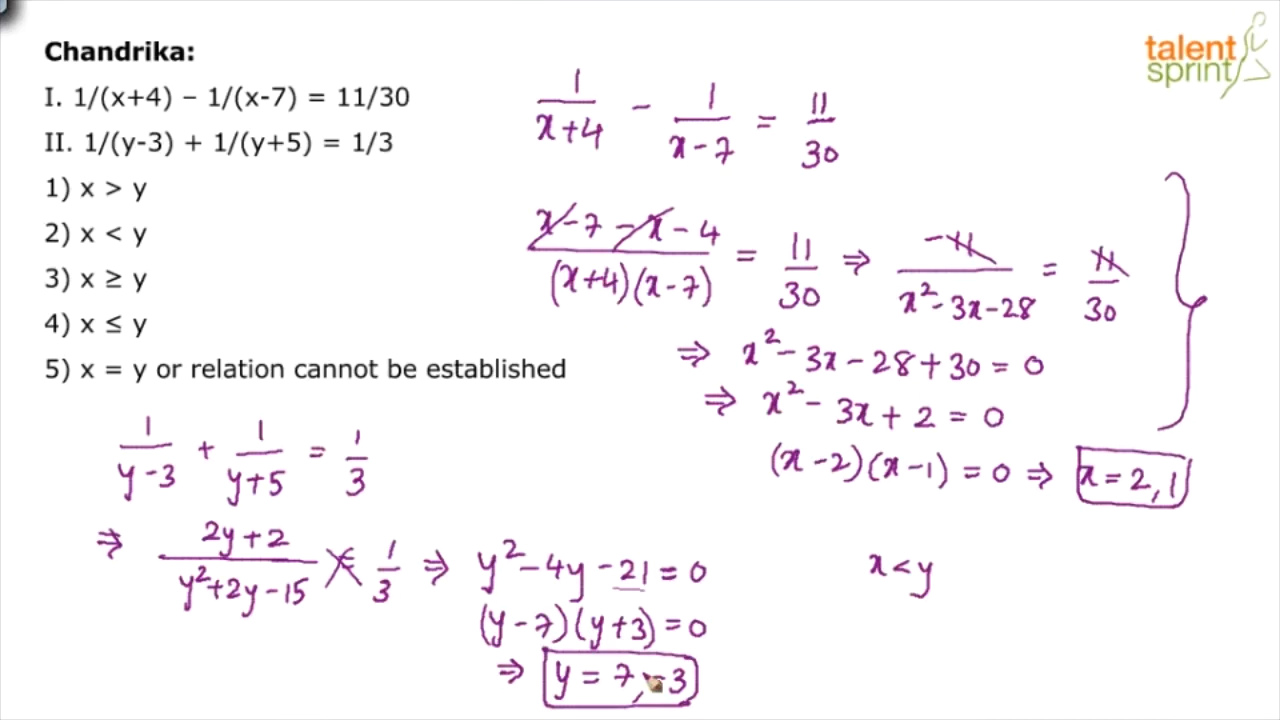 Chandrika:
I. 1/(x+4) – 1/(x-7) = 11/30
II. 1/(y-3) + 1/(y+5) = 1/3
1) x > y
2) x < y
3) x ≥ y
4) x ≤ y
5) x = y or relation cannot be established
talent
sprint
1/(x+4) - 1/(x-7) = 11/30
(x-7-x-4)/((x+4)(x-7)) = 11/30 ⇒ -11/(x²-3x-28) = 11/30
⇒ x²-3x-28+30=0
⇒ x²-3x+2=0
(x-2)(x-1)=0 ⇒ x=2,1
1/(y-3) + 1/(y+5) = 1/3
⇒ (2y+2)/(y²+2y-15) = 1/3 ⇒ y²-4y-21=0
(y-7)(y+3)=0
⇒ y=7,-3
x<y